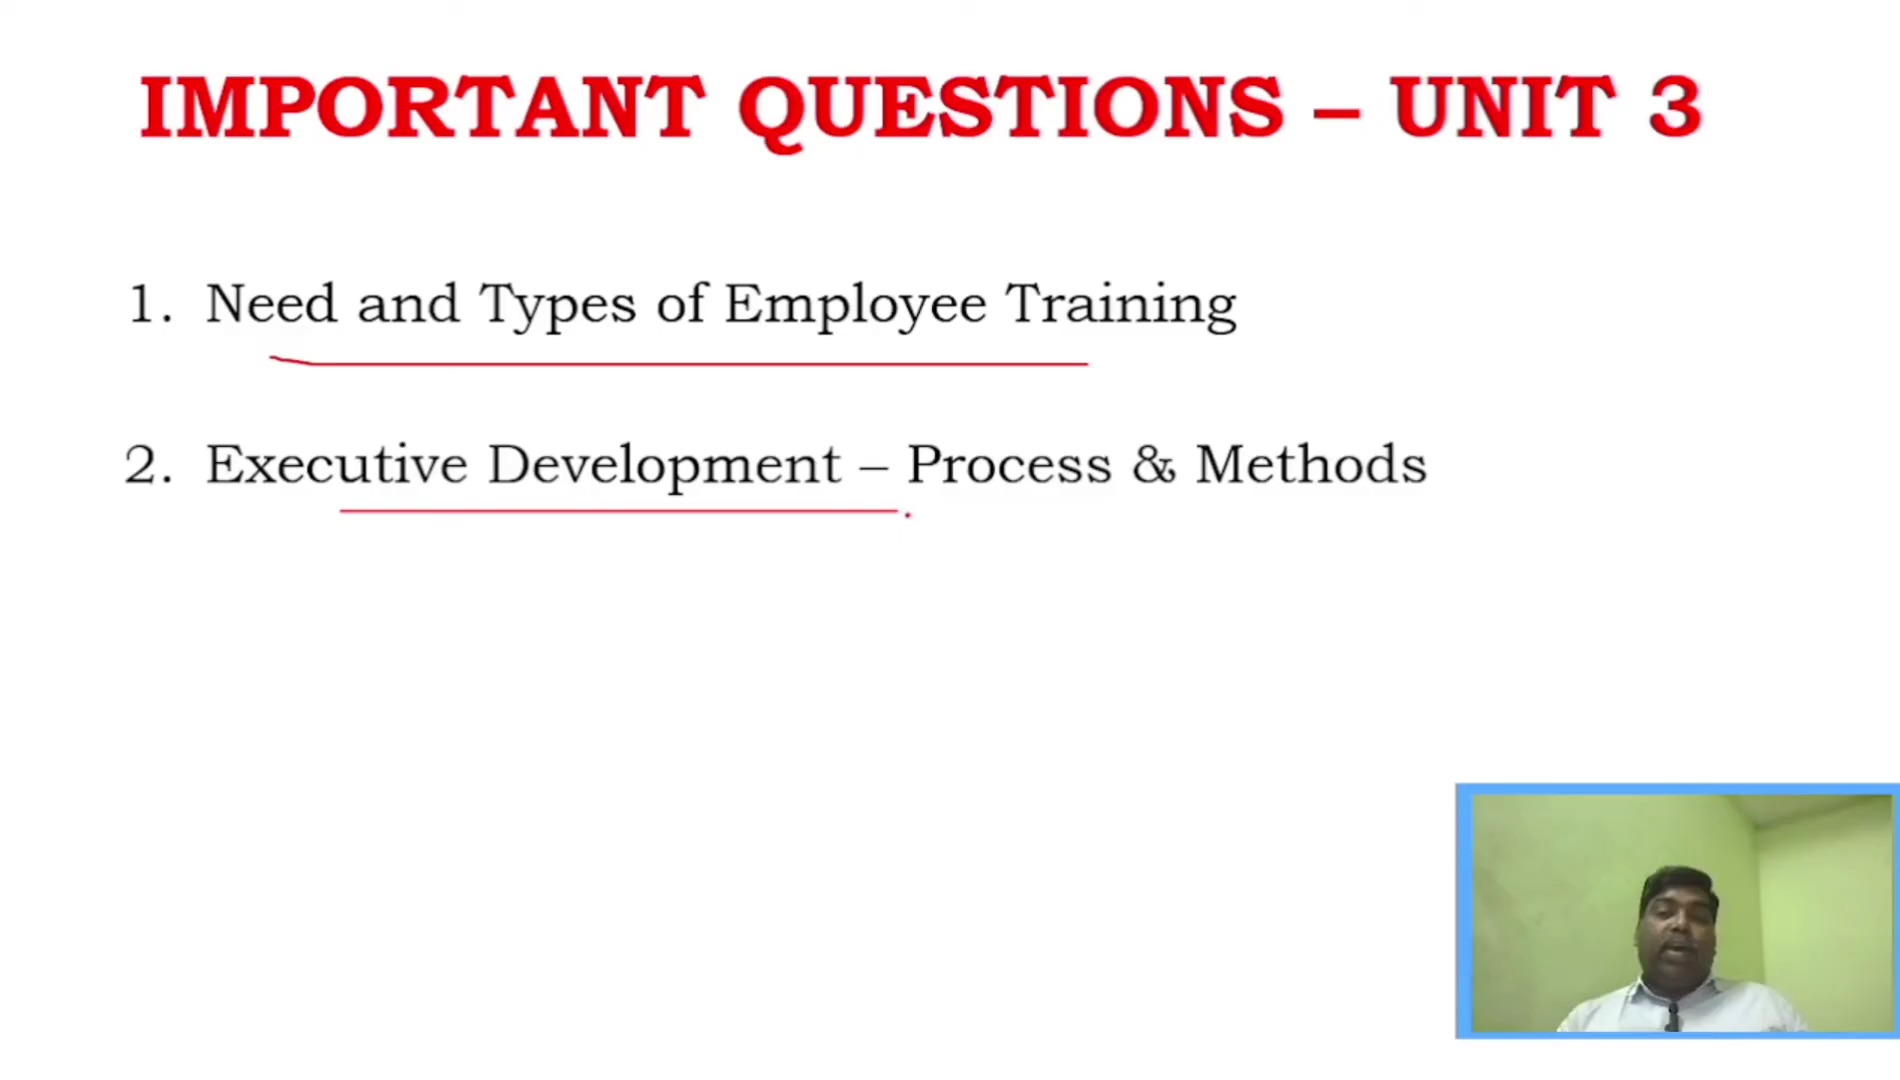 IMPORTANT QUESTIONS – UNIT 3
1. Need and Types of Employee Training
2. Executive Development – Process & Methods